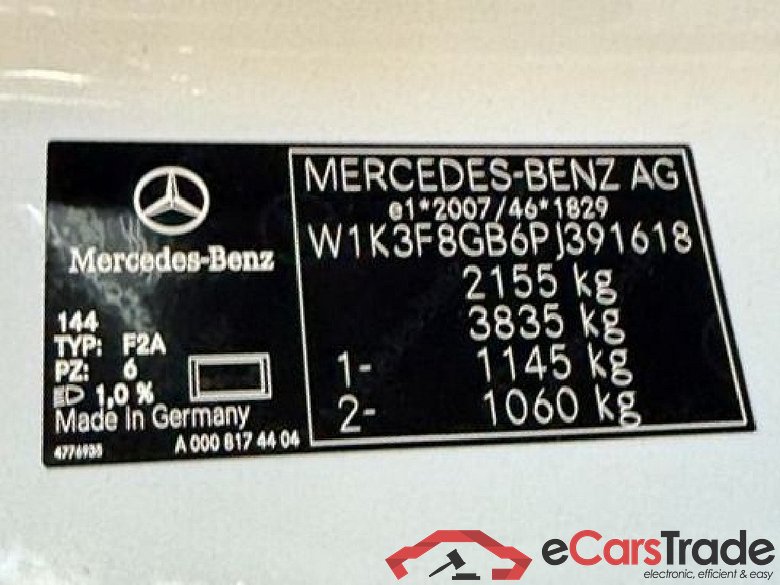 Mercedes-Benz
144
TYP: F2A
PZ: 6
1,0 %
Made In Germany
4776938
A 000 817 44 04
MERCEDES-BENZ AG
e1*2007/46*1829
W1K3F8GB6PJ391618
2155 kg
3835 kg
1- 1145 kg
2- 1060 kg
eCarsTrade
electronic, efficient & easy